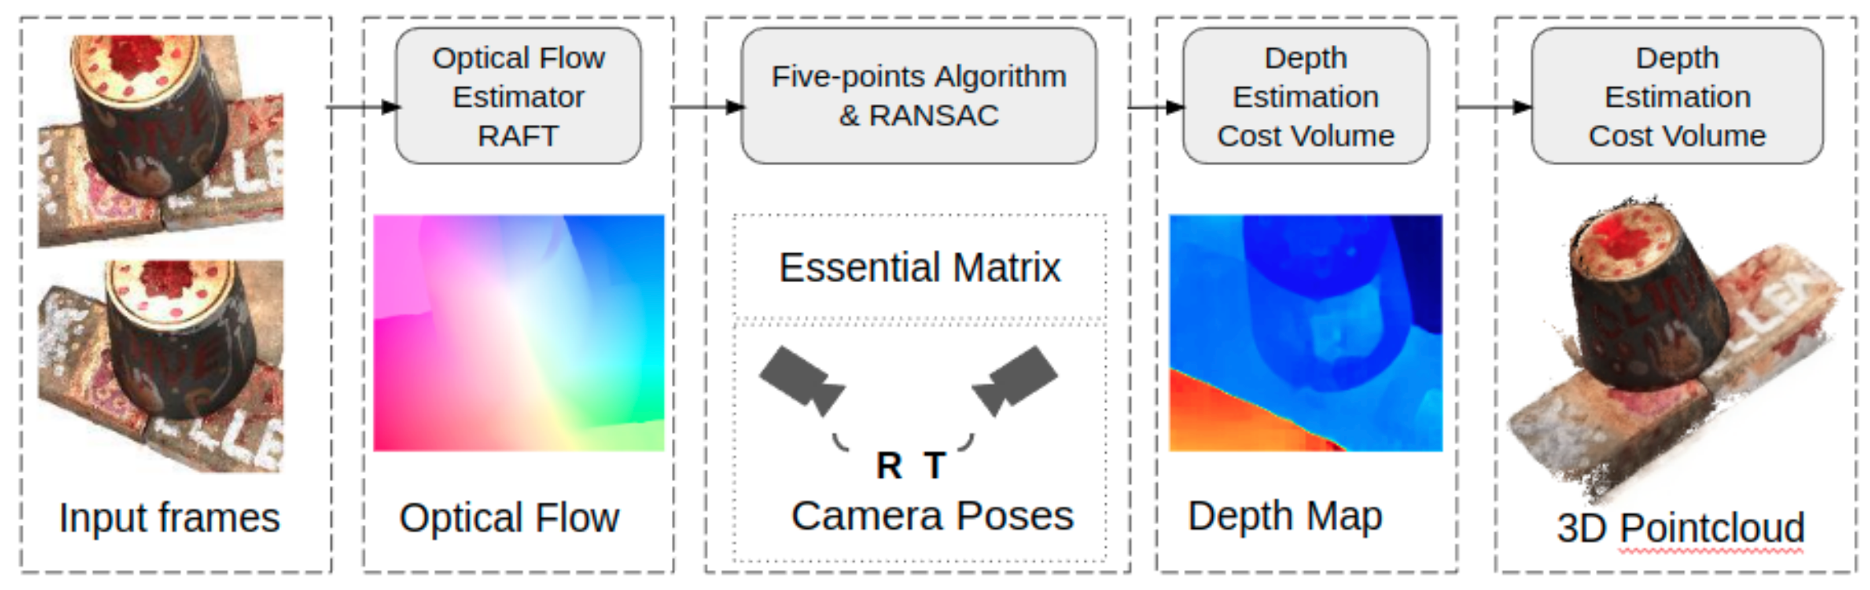 Optical Flow
Estimator
RAFT
Five-points Algorithm
& RANSAC
Depth
Estimation
Cost Volume
Depth
Estimation
Cost Volume
Essential Matrix
R T
Input frames
Optical Flow
Camera Poses
Depth Map
3D Pointcloud